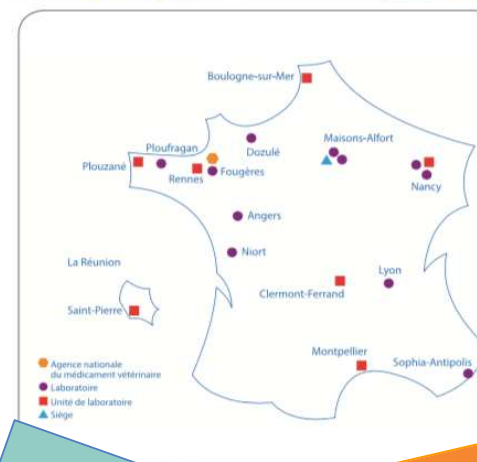 Boulogne-sur-Mer
Ploufragan
Dozulé
Maisons-Alfort
Plouzané
Rennes
Fougères
Nancy
Angers
Niort
La Réunion
Lyon
Clermont-Ferrand
Saint-Pierre
Montpellier
Sophia-Antipolis
Agence nationale
du médicament vétérinaire
Laboratoire
Unité de laboratoire
Siège